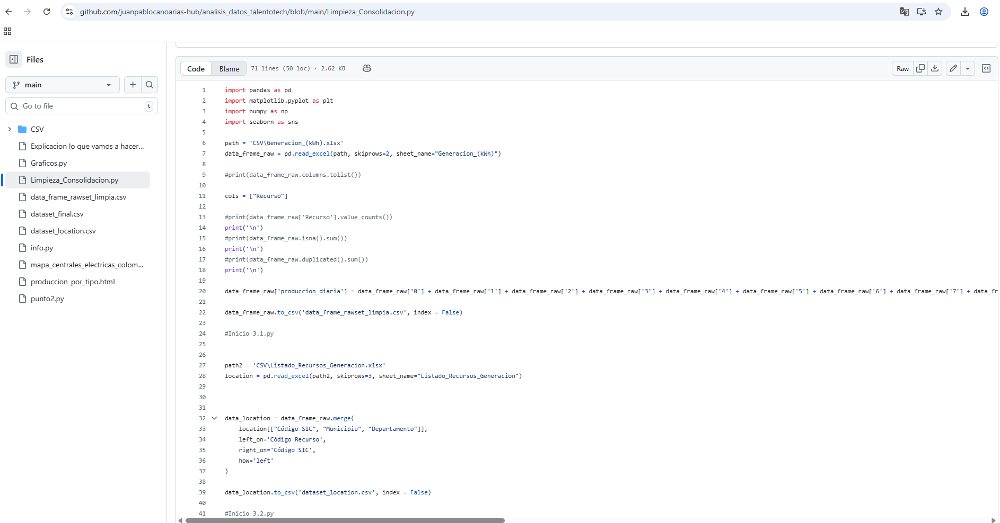 github.com/juanpablocanoarias-hub/analisis_datos_talentotech/blob/main/Limpieza_Consolidacion.py
Files
main
Go to file
t
CSV
Explicacion lo que vamos a hacer...
Graficos.py
Limpieza_Consolidacion.py
data_frame_rawset_limpia.csv
dataset_final.csv
dataset_location.csv
info.py
mapa_centrales_electricas_colom...
produccion_por_tipo.html
punto2.py
Code Blame 71 lines (50 loc) · 2.62 KB
Raw
1 import pandas as pd
2 import matplotlib.pyplot as plt
3 import numpy as np
4 import seaborn as sns
5
6 path = 'CSV\Generacion_(kWh).xlsx'
7 data_frame_raw = pd.read_excel(path, skiprows=2, sheet_name="Generacion_(kWh)")
8
9 #print(data_frame_raw.columns.tolist())
10
11 cols = ["Recurso"]
12
13 #print(data_frame_raw['Recurso'].value_counts())
14 print('\n')
15 #print(data_frame_raw.isna().sum())
16 print('\n')
17 #print(data_frame_raw.duplicated().sum())
18 print('\n')
19
20 data_frame_raw['produccion_diaria'] = data_frame_raw['0'] + data_frame_raw['1'] + data_frame_raw['2'] + data_frame_raw['3'] + data_frame_raw['4'] + data_frame_raw['5'] + data_frame_raw['6'] + data_frame_raw['7'] + data_fr
21
22 data_frame_raw.to_csv('data_frame_rawset_limpia.csv', index = False)
23
24 #Inicio 3.1.py
25
26
27 path2 = 'CSV\Listado_Recursos_Generacion.xlsx'
28 location = pd.read_excel(path2, skiprows=3, sheet_name="Listado_Recursos_Generacion")
29
30
31
32 data_location = data_frame_raw.merge(
33 location[["Código SIC", "Municipio", "Departamento"]],
34 left_on='Código Recurso',
35 right_on='Código SIC',
36 how='left'
37 )
38
39 data_location.to_csv('dataset_location.csv', index = False)
40
41 #Inicio 3.2.py